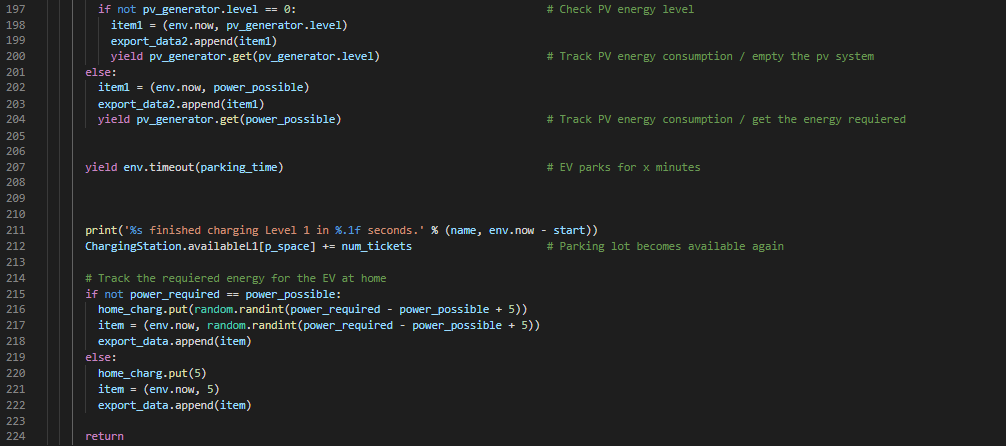 197 if not pv_generator.level == 0: # Check PV energy level
198 item1 = (env.now, pv_generator.level)
199 export_data2.append(item1)
200 yield pv_generator.get(pv_generator.level) # Track PV energy consumption / empty the pv system
201 else:
202 item1 = (env.now, power_possible)
203 export_data2.append(item1)
204 yield pv_generator.get(power_possible) # Track PV energy consumption / get the energy requiered
205
206
207 yield env.timeout(parking_time) # EV parks for x minutes
208
209
210
211 print('%s finished charging Level 1 in %.1f seconds.' % (name, env.now - start))
212 ChargingStation.availableL1[p_space] += num_tickets # Parking lot becomes available again
213
214 # Track the requiered energy for the EV at home
215 if not power_required == power_possible:
216 home_charg.put(random.randint(power_required - power_possible + 5))
217 item = (env.now, random.randint(power_required - power_possible + 5))
218 export_data.append(item)
219 else:
220 home_charg.put(5)
221 item = (env.now, 5)
222 export_data.append(item)
223
224 return